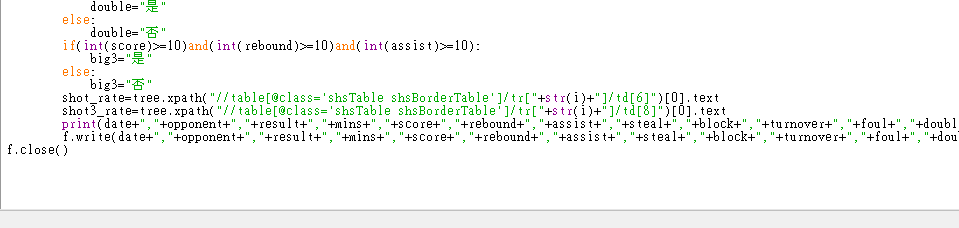 double="是"
else:
double="否"
if(int(score)>=10)and(int(rebound)>=10)and(int(assist)>=10):
big3="是"
else:
big3="否"
shot_rate=tree.xpath("//table[@class='shsTable shsBorderTable']/tr["+str(i)+"]/td[6]")[0].text
shot3_rate=tree.xpath("//table[@class='shsTable shsBorderTable']/tr["+str(i)+"]/td[8]")[0].text
print(date+","+opponent+","+result+","+mins+","+score+","+rebound+","+assist+","+steal+","+block+","+turnover+","+foul+","+doubl
f.write(date+","+opponent+","+result+","+mins+","+score+","+rebound+","+assist+","+steal+","+block+","+turnover+","+foul+","+dou
f.close()